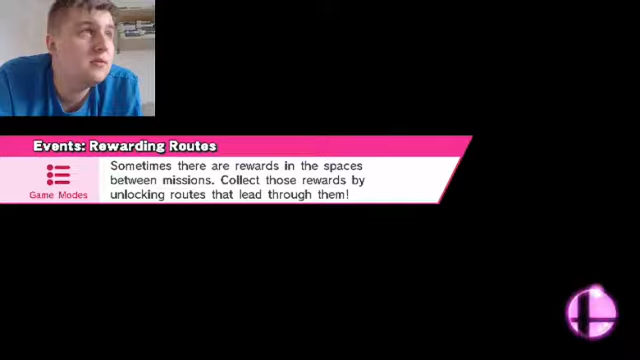 Events: Rewarding Routes
Sometimes there are rewards in the spaces
between missions. Collect those rewards by
Game Modes
unlocking routes that lead through them!